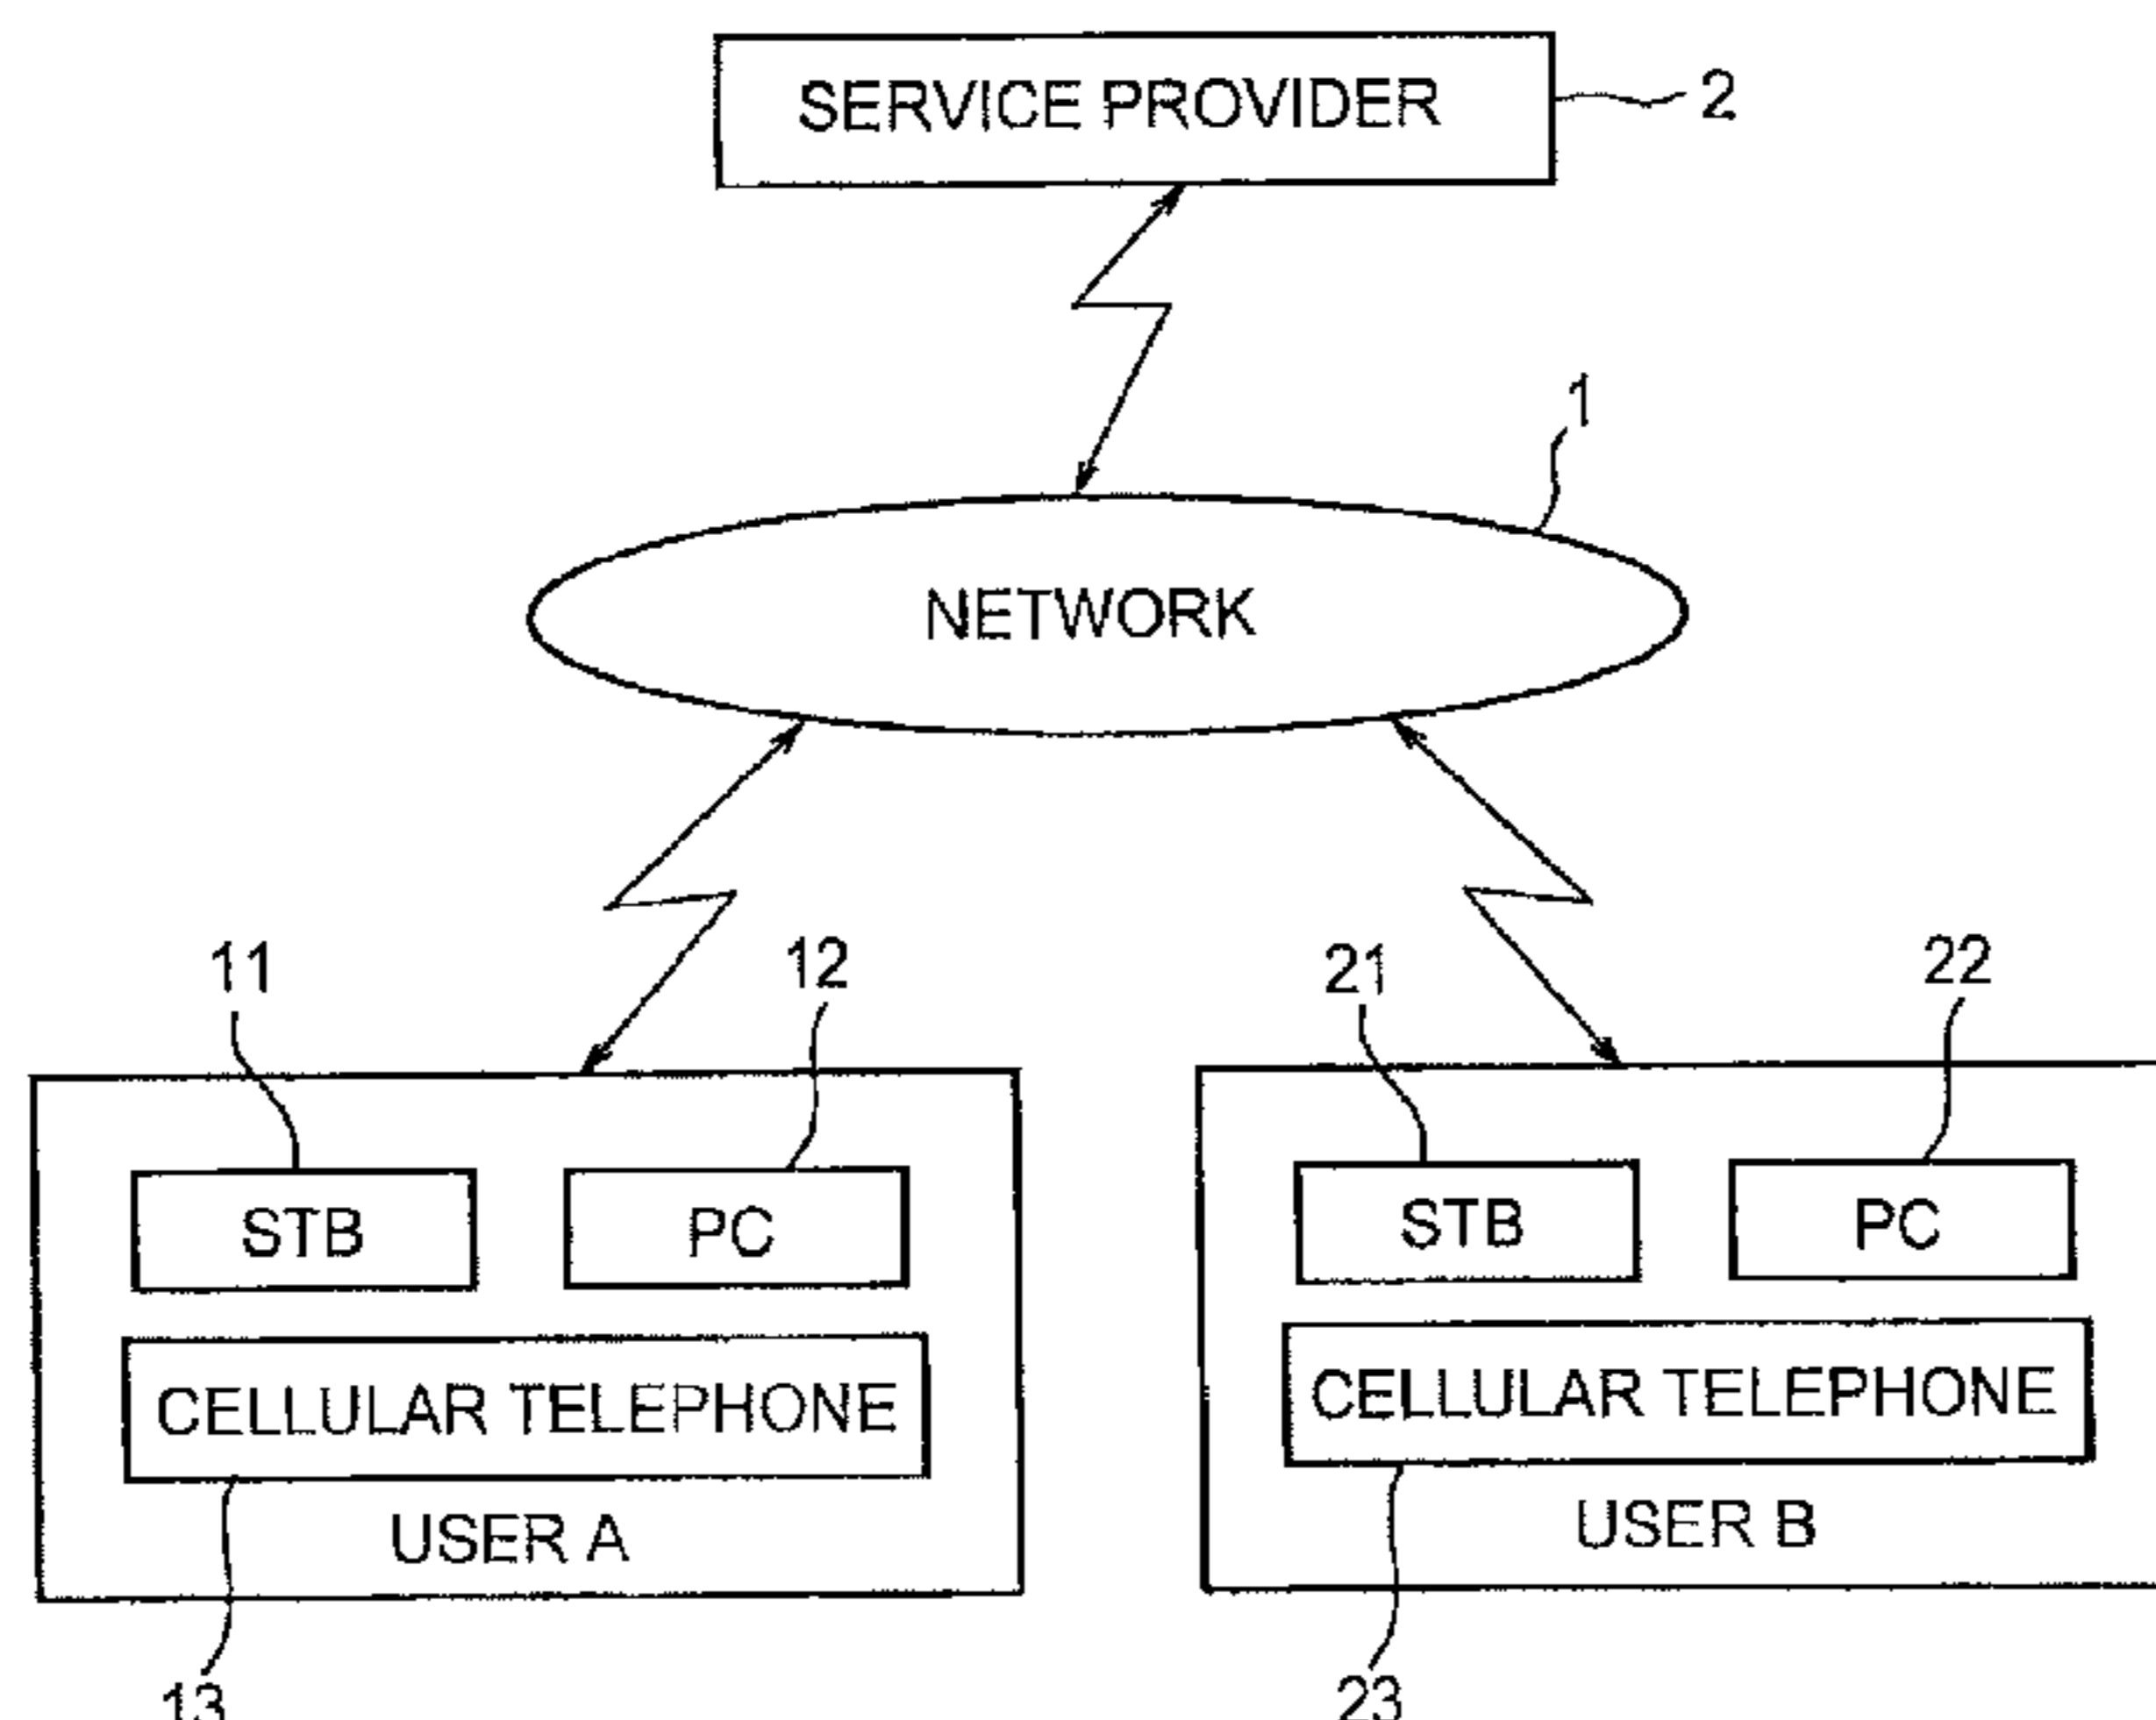 SERVICE PROVIDER 2
1
NETWORK
11 12 21 22
STB PC STB PC
CELLULAR TELEPHONE CELLULAR TELEPHONE
USER A USER B
13 23